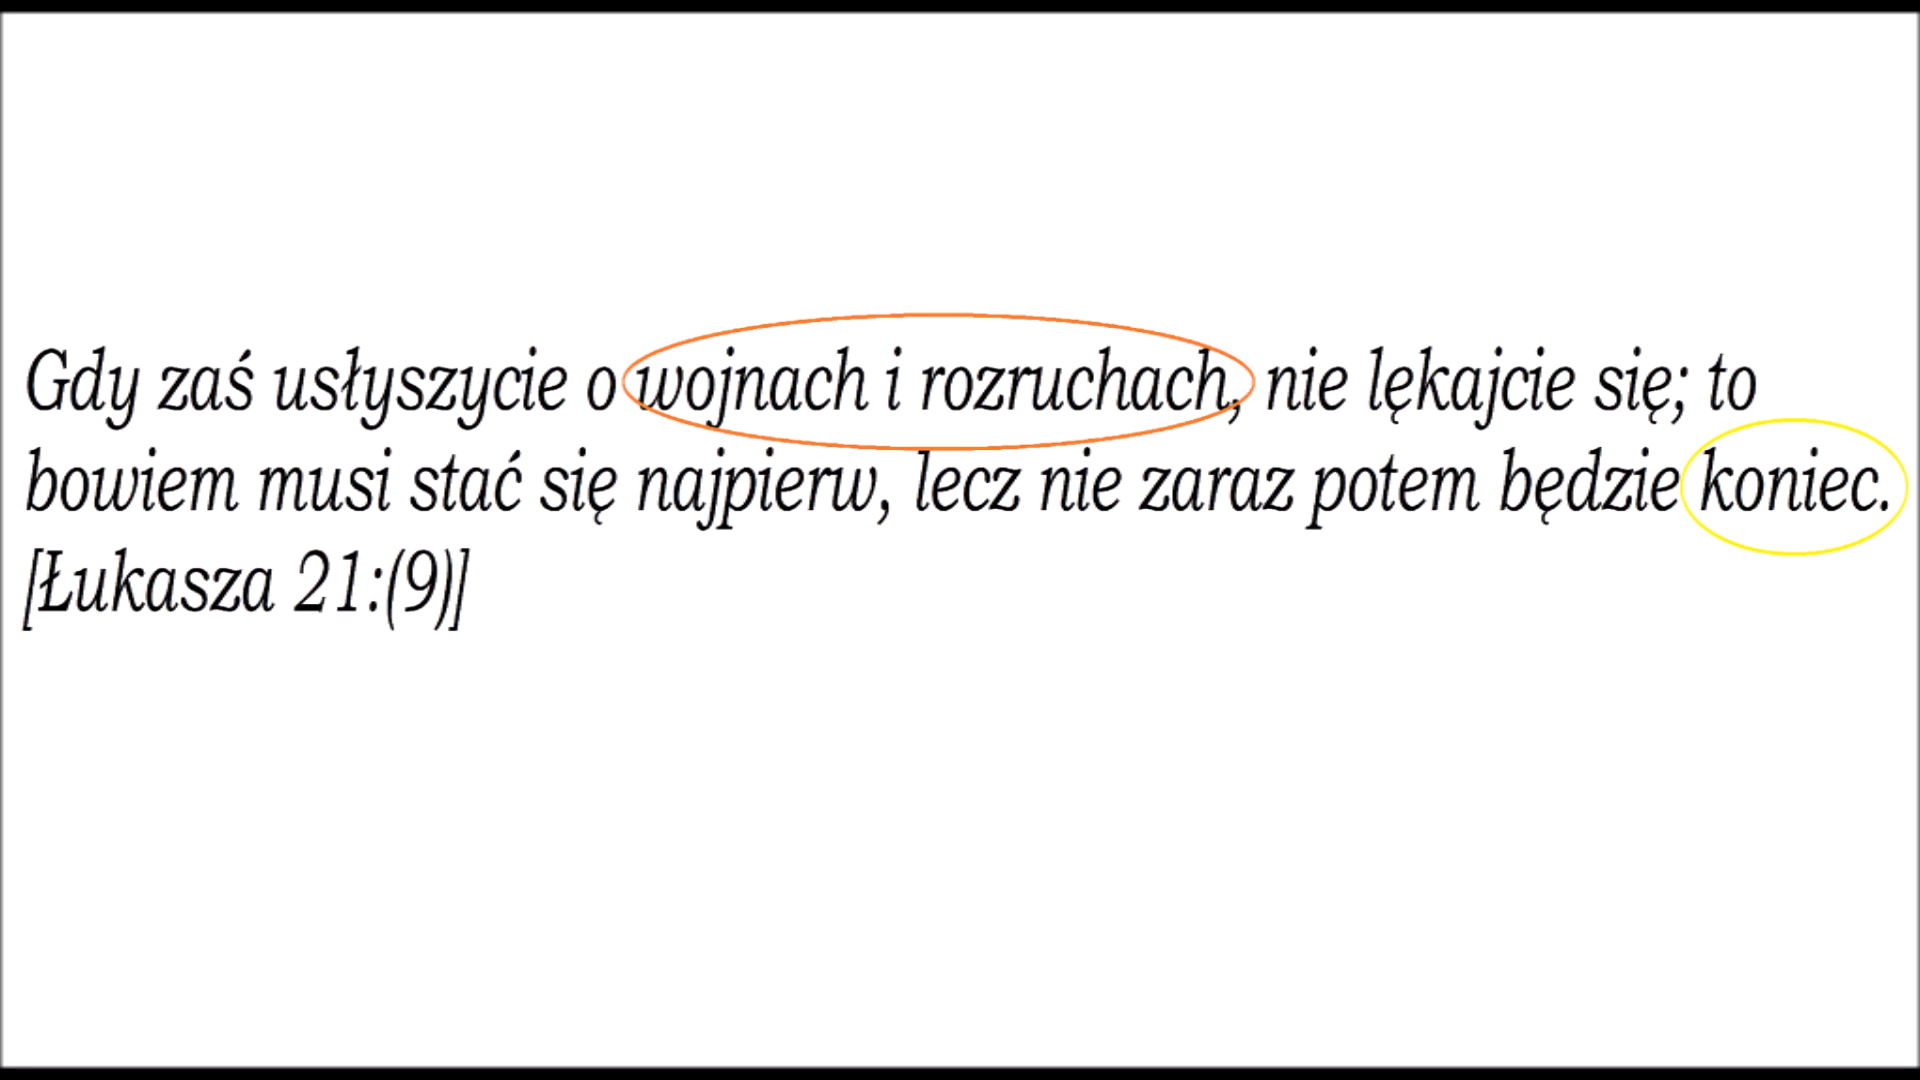 Gdy zaś usłyszycie o wojnach i rozruchach, nie lękajcie się; to
bowiem musi stać się najpierw, lecz nie zaraz potem będzie koniec.
[Łukasza 21:(9)]